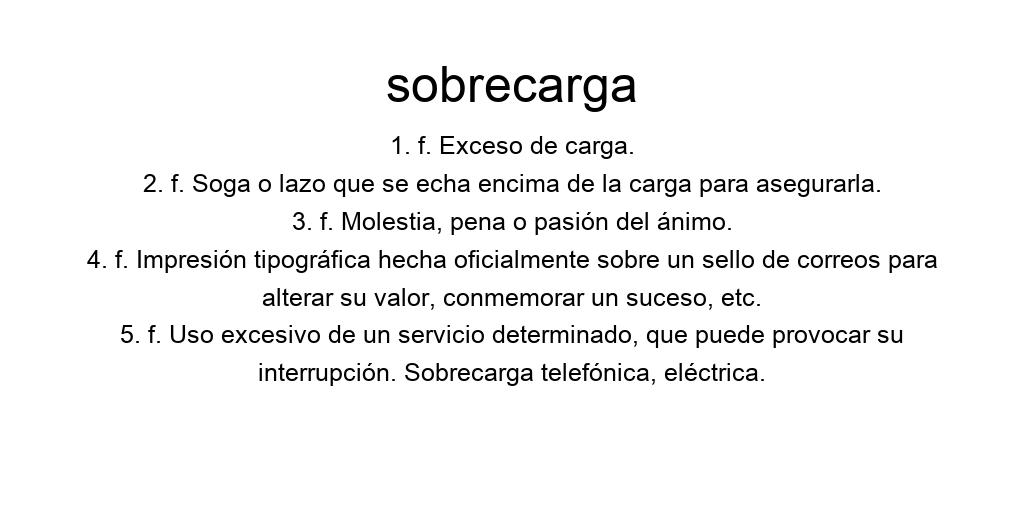 sobrecarga
1. f. Exceso de carga.
2. f. Soga o lazo que se echa encima de la carga para asegurarla.
3. f. Molestia, pena o pasión del ánimo.
4. f. Impresión tipográfica hecha oficialmente sobre un sello de correos para
alterar su valor, conmemorar un suceso, etc.
5. f. Uso excesivo de un servicio determinado, que puede provocar su
interrupción. Sobrecarga telefónica, eléctrica.